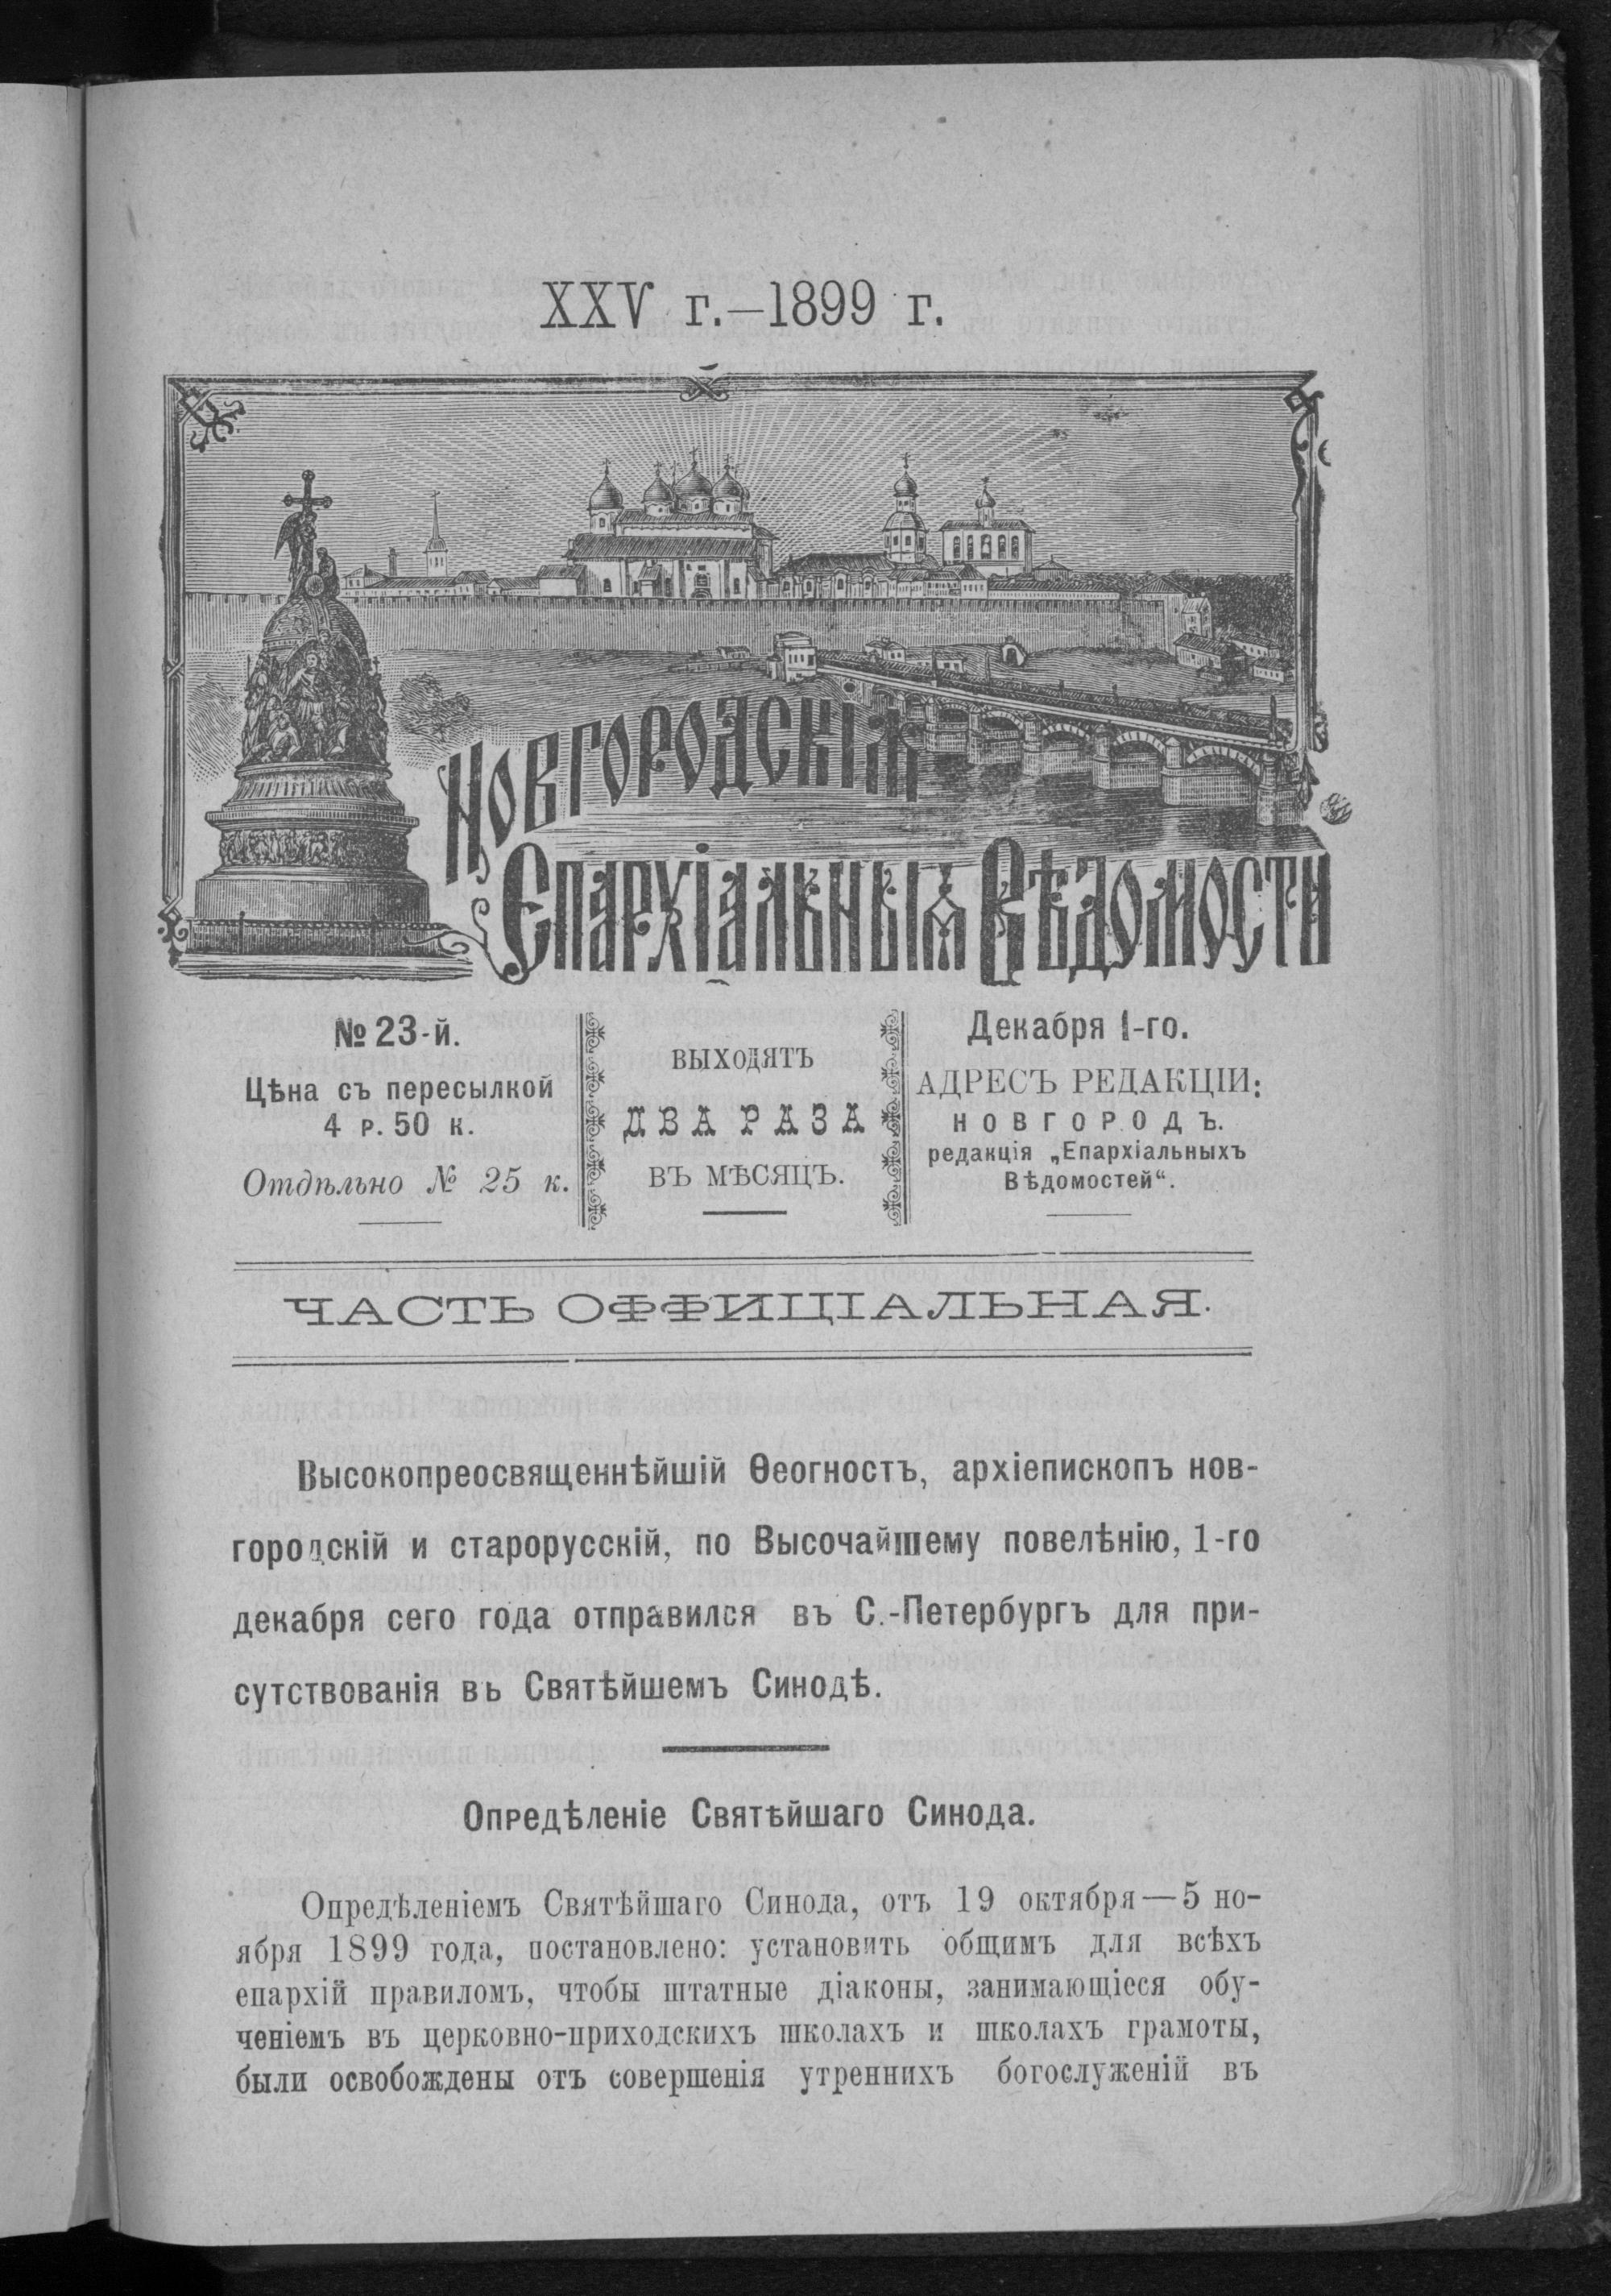 XXV г.—1899 г.
Новгородскія
Епархіальныя Вѣдомости
№ 23-й.
Цѣна съ пересылкой
4 р. 50 к.
Отдѣльно № 25 к.
ВЫХОДЯТЪ
ДВА РАЗА
ВЪ МѢСЯЦЪ.
Декабря 1-го.
АДРЕСЪ РЕДАКЦІИ:
НОВГОРОДЪ.
редакція „Епархіальныхъ
Вѣдомостей“.
ЧАСТЬ ОФФИЦІАЛЬНАЯ.
Высокопреосвященнѣйшій Ѳеогностъ, архіепископъ нов-
городскій и старорусскій, по Высочайшему повелѣнію, 1-го
декабря сего года отправился въ С.-Петербургъ для при-
сутствованія въ Святѣйшемъ Синодѣ.
Опредѣленіе Святѣйшаго Синода.
Опредѣленіемъ Святѣйшаго Синода, отъ 19 октября—5 но-
ября 1899 года, постановлено: установить общимъ для всѣхъ
епархій правиломъ, чтобы штатные діаконы, занимающіеся обу-
ченіемъ въ церковно-приходскихъ школахъ и школахъ грамоты,
были освобождены отъ совершенія утреннихъ богослуженій въ